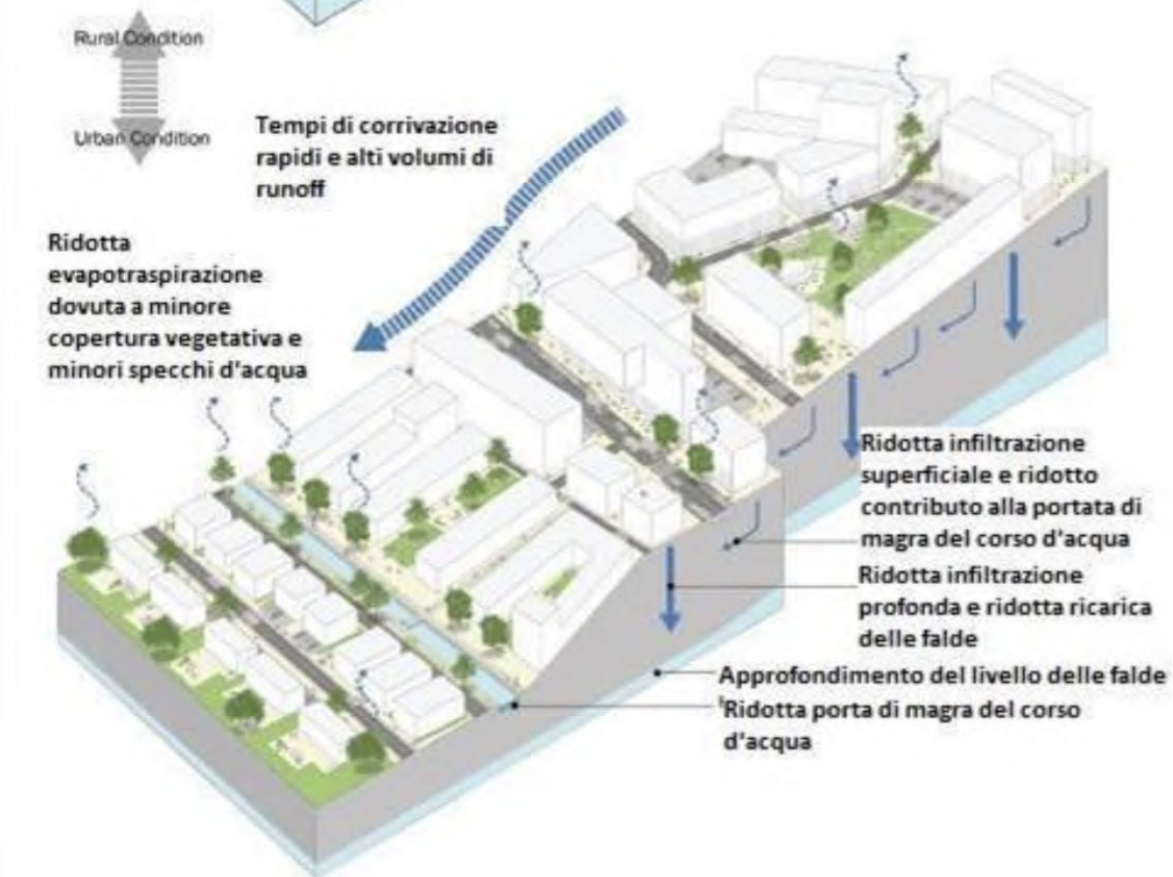 Rural Condition
Urban Condition
Tempi di corrivazione
rapidi e alti volumi di
runoff
Ridotta
evapotraspirazione
dovuta a minore
copertura vegetativa e
minori specchi d'acqua
Ridotta infiltrazione
superficiale e ridotto
contributo alla portata di
magra del corso d'acqua
Ridotta infiltrazione
profonda e ridotta ricarica
delle falde
Approfondimento del livello delle falde
Ridotta porta di magra del corso
d'acqua